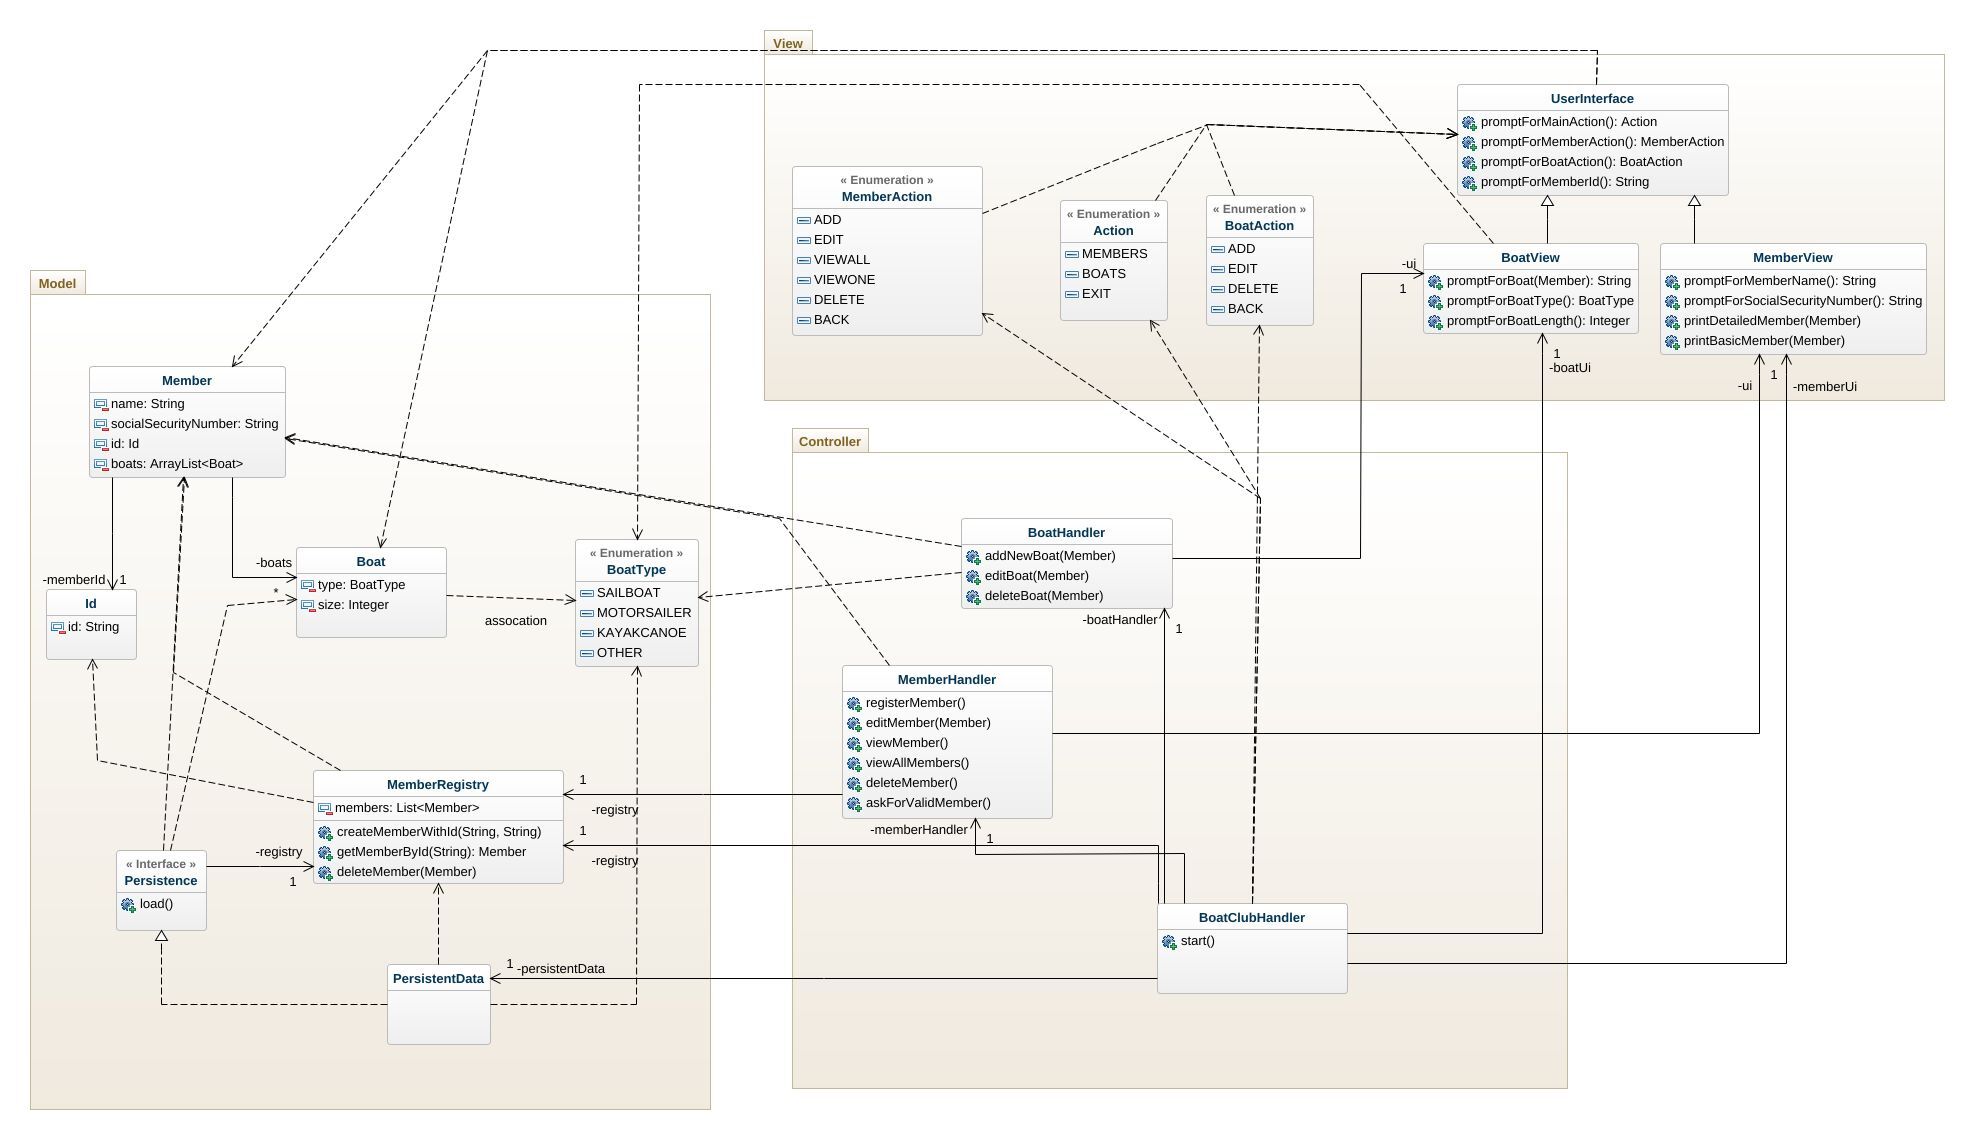 View
UserInterface
promptForMainAction(): Action
promptForMemberAction(): MemberAction
promptForBoatAction(): BoatAction
promptForMemberId(): String
« Enumeration »
MemberAction
ADD
EDIT
VIEWALL
VIEWONE
DELETE
BACK
« Enumeration »
Action
MEMBERS
BOATS
EXIT
« Enumeration »
BoatAction
ADD
EDIT
DELETE
BACK
-ui
1
BoatView
promptForBoat(Member): String
promptForBoatType(): BoatType
promptForBoatLength(): Integer
1
-boatUi
MemberView
promptForMemberName(): String
promptForSocialSecurityNumber(): String
printDetailedMember(Member)
printBasicMember(Member)
-ui
1
-memberUi
Model
Member
name: String
socialSecurityNumber: String
id: Id
boats: ArrayList<Boat>
-memberId
1
-boats
*
Id
id: String
Boat
type: BoatType
size: Integer
assocation
« Enumeration »
BoatType
SAILBOAT
MOTORSAILER
KAYAKCANOE
OTHER
MemberRegistry
members: List<Member>
createMemberWithId(String, String)
getMemberById(String): Member
deleteMember(Member)
1
-registry
1
-registry
« Interface »
Persistence
load()
-registry
1
PersistentData
1
-persistentData
Controller
BoatHandler
addNewBoat(Member)
editBoat(Member)
deleteBoat(Member)
-boatHandler
1
MemberHandler
registerMember()
editMember(Member)
viewMember()
viewAllMembers()
deleteMember()
askForValidMember()
-memberHandler
1
BoatClubHandler
start()